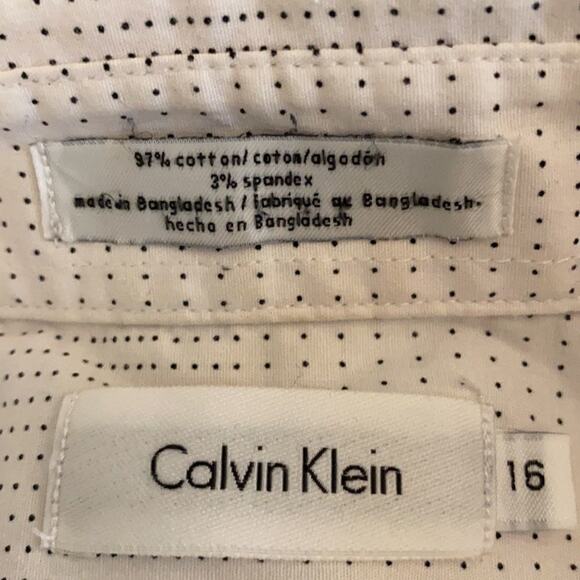 97% cotton/coton/algodón
3% spandex
made in Bangladesh / Fabriqué au Bangladesh.
hecho en Bangladesh
Calvin Klein
16